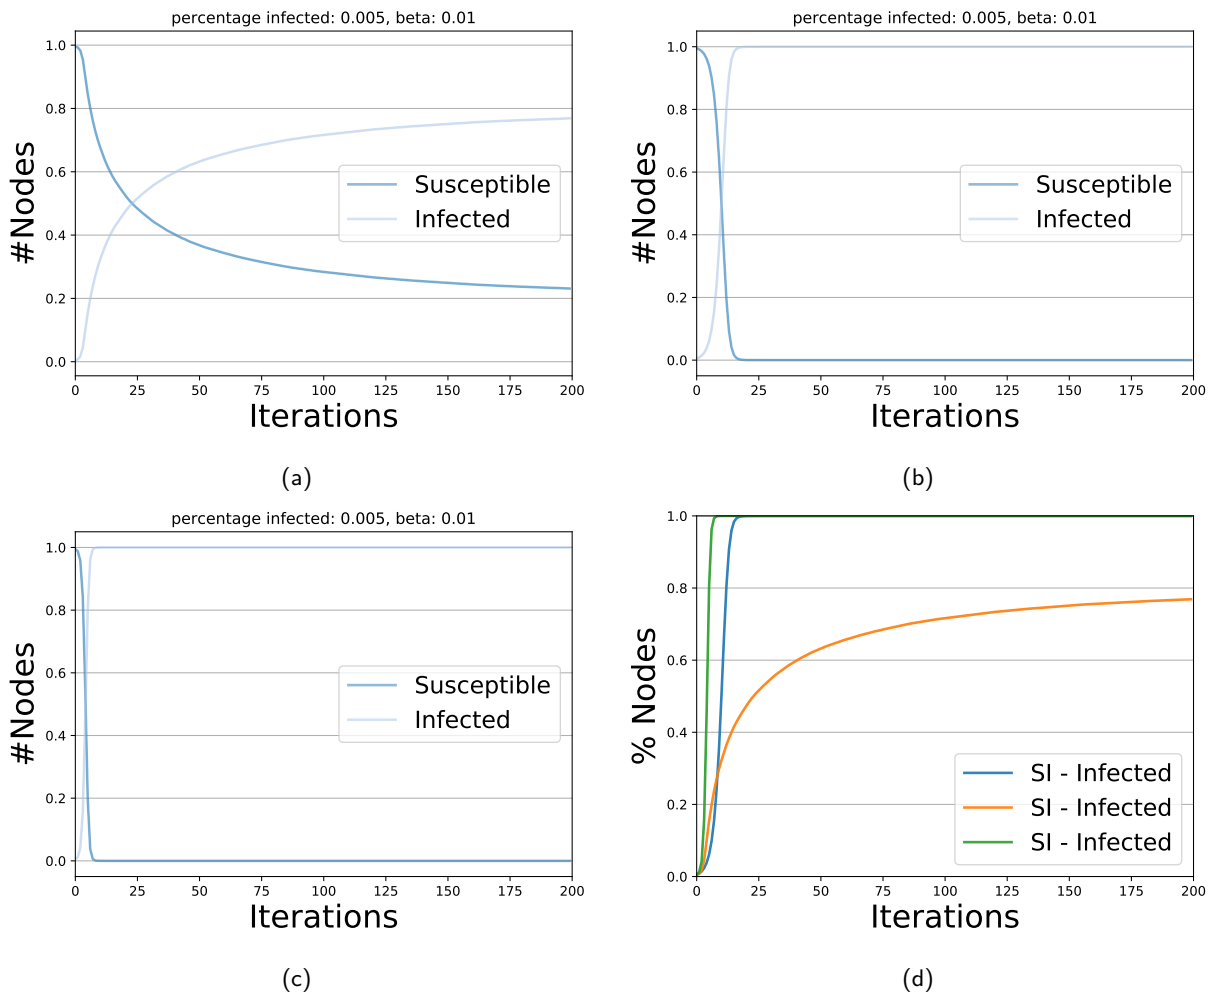 percentage infected: 0.005, beta: 0.01
1.0
0.8
0.6
0.4
0.2
0.0
#Nodes
Susceptible
Infected
0 25 50 75 100 125 150 175 200
Iterations
(a)
percentage infected: 0.005, beta: 0.01
1.0
0.8
0.6
0.4
0.2
0.0
#Nodes
Susceptible
Infected
0 25 50 75 100 125 150 175 200
Iterations
(b)
percentage infected: 0.005, beta: 0.01
1.0
0.8
0.6
0.4
0.2
0.0
#Nodes
Susceptible
Infected
0 25 50 75 100 125 150 175 200
Iterations
(c)
1.0
0.8
0.6
0.4
0.2
0.0
% Nodes
SI - Infected
SI - Infected
SI - Infected
0 25 50 75 100 125 150 175 200
Iterations
(d)